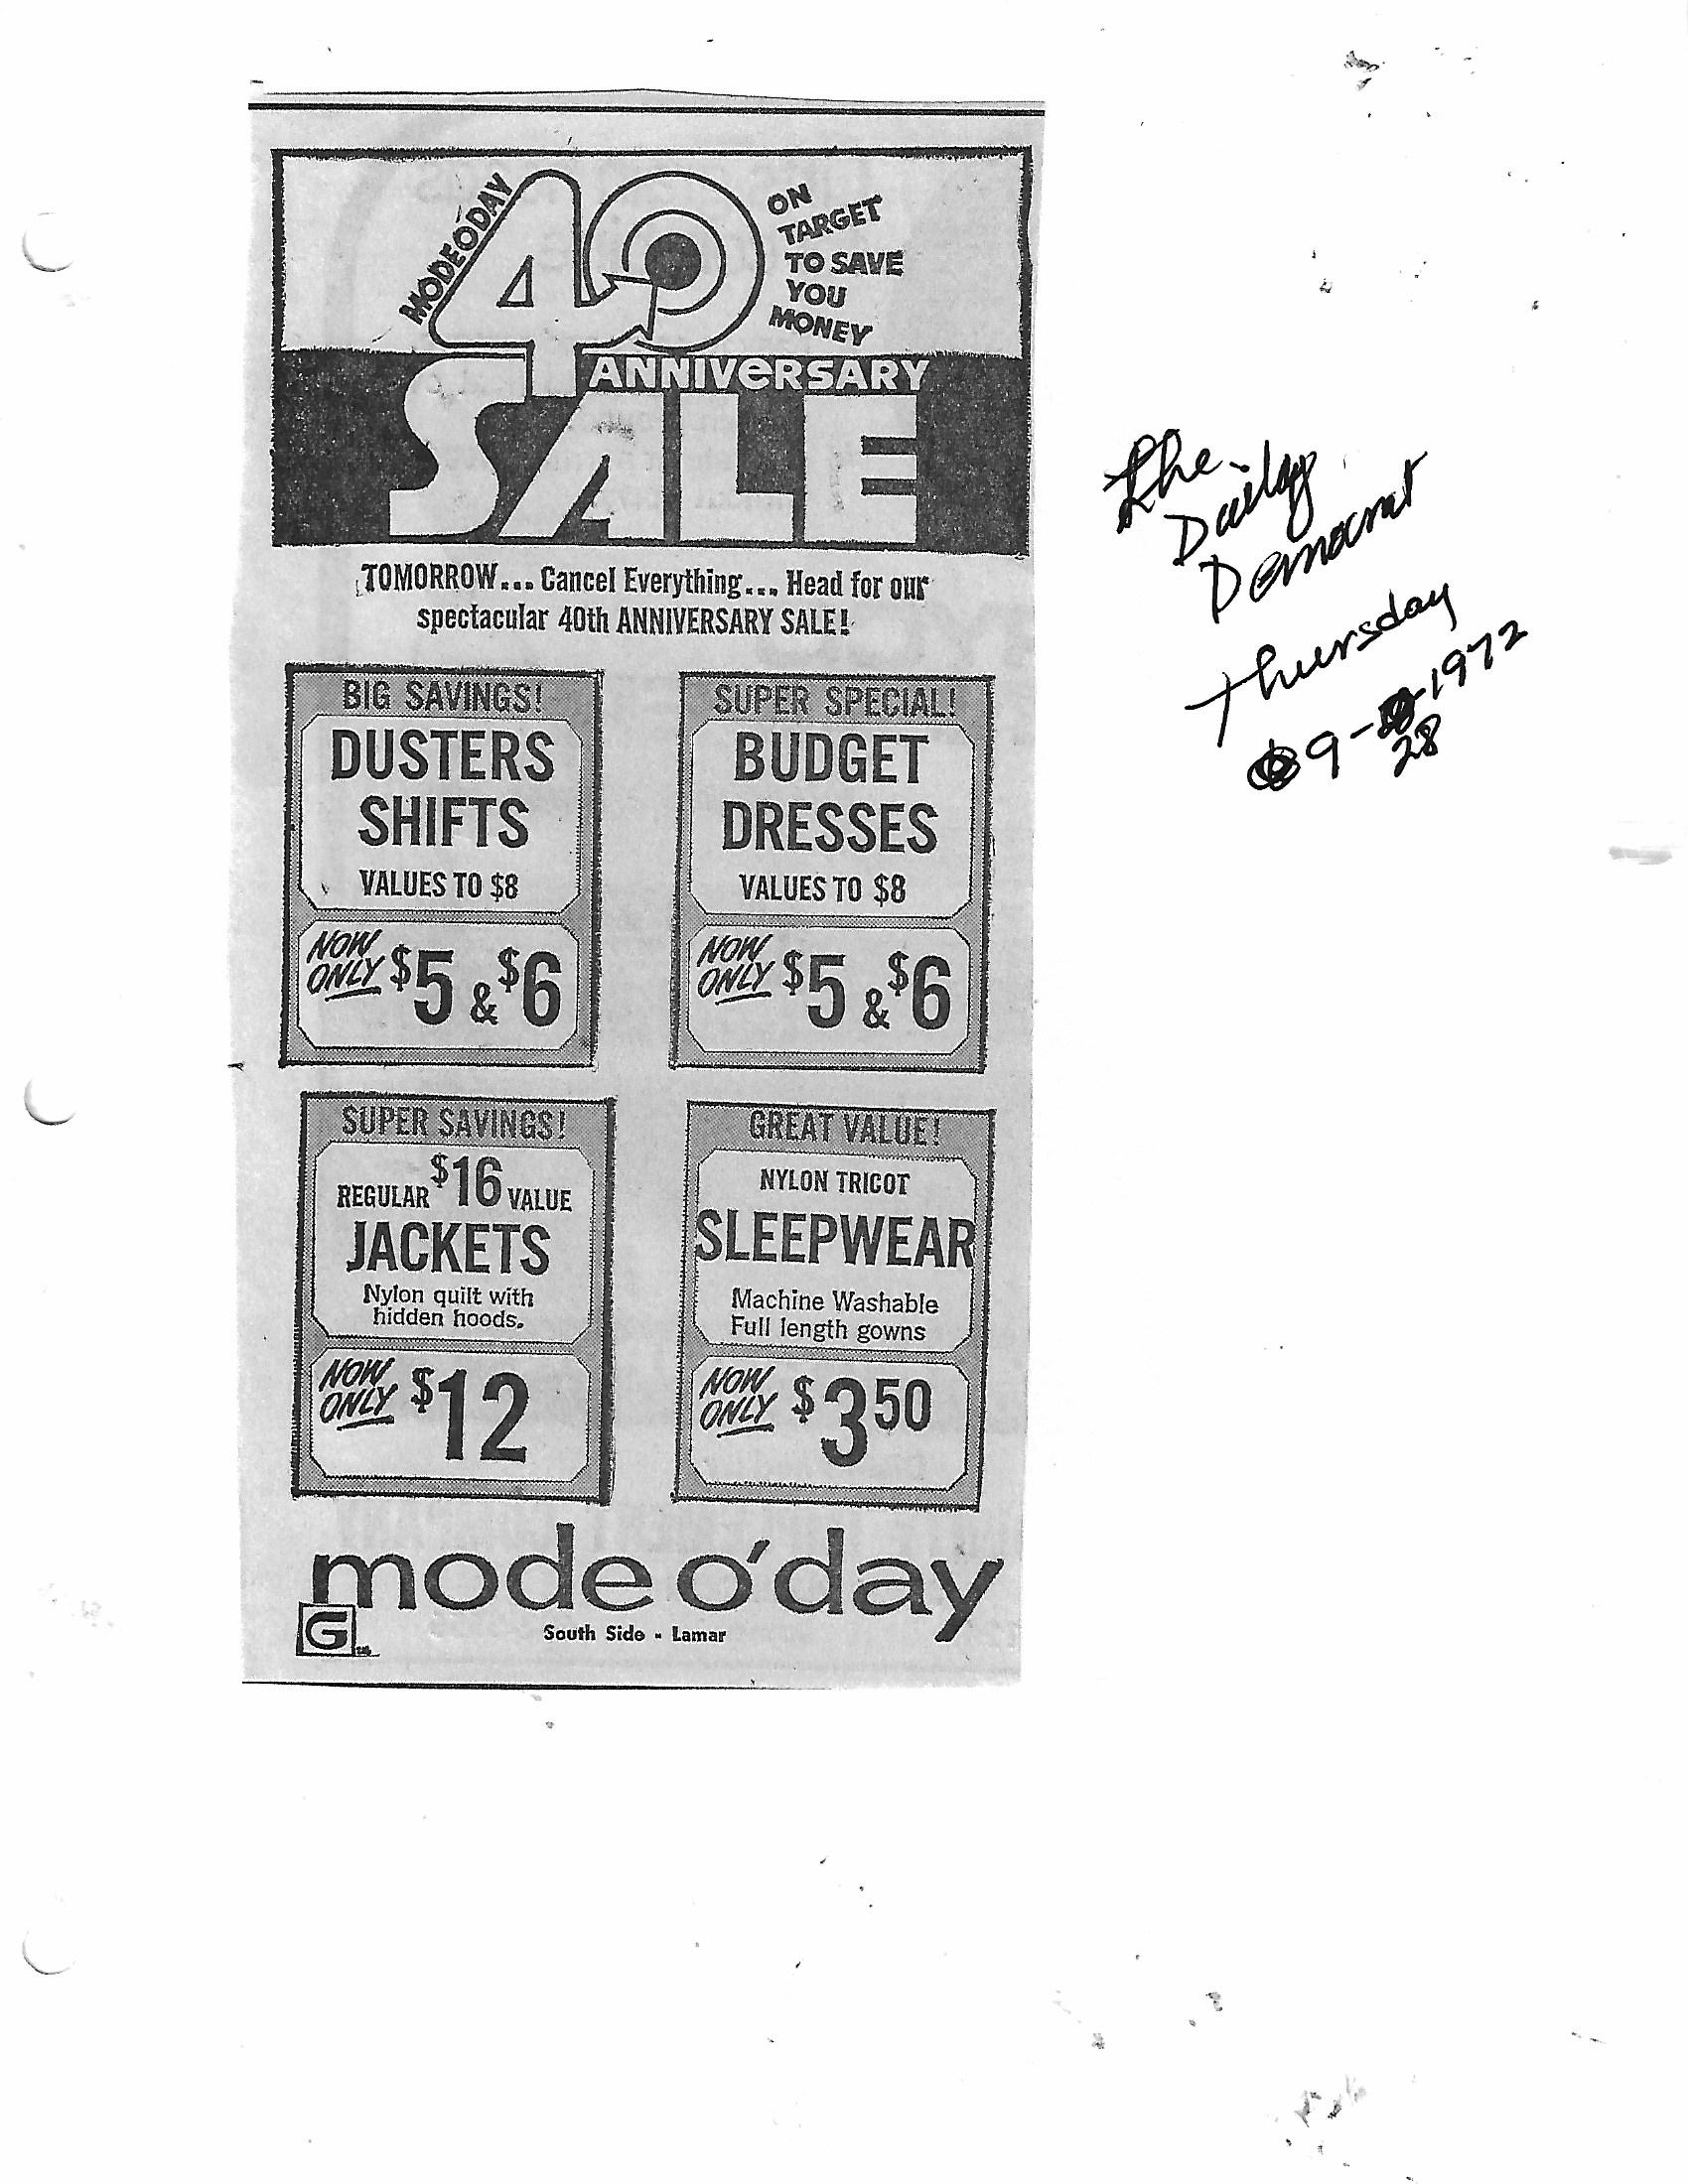 MODE O'DAY
40
ON
TARGET
TO SAVE
YOU
MONEY
ANNIVERSARY
SALE
TOMORROW... Cancel Everything... Head for our
spectacular 40th ANNIVERSARY SALE!
BIG SAVINGS!
DUSTERS
SHIFTS
VALUES TO $8
NOW
ONLY $5 & $6
SUPER SPECIAL!
BUDGET
DRESSES
VALUES TO $8
NOW
ONLY $5 & $6
SUPER SAVINGS!
REGULAR $16 VALUE
JACKETS
Nylon quilt with
hidden hoods.
NOW
ONLY $12
GREAT VALUE!
NYLON TRICOT
SLEEPWEAR
Machine Washable
Full length gowns
NOW
ONLY $3 50
mode o'day
G
South Side - Lamar
The
Daily
Democrat
Thursday
9- -1972
28